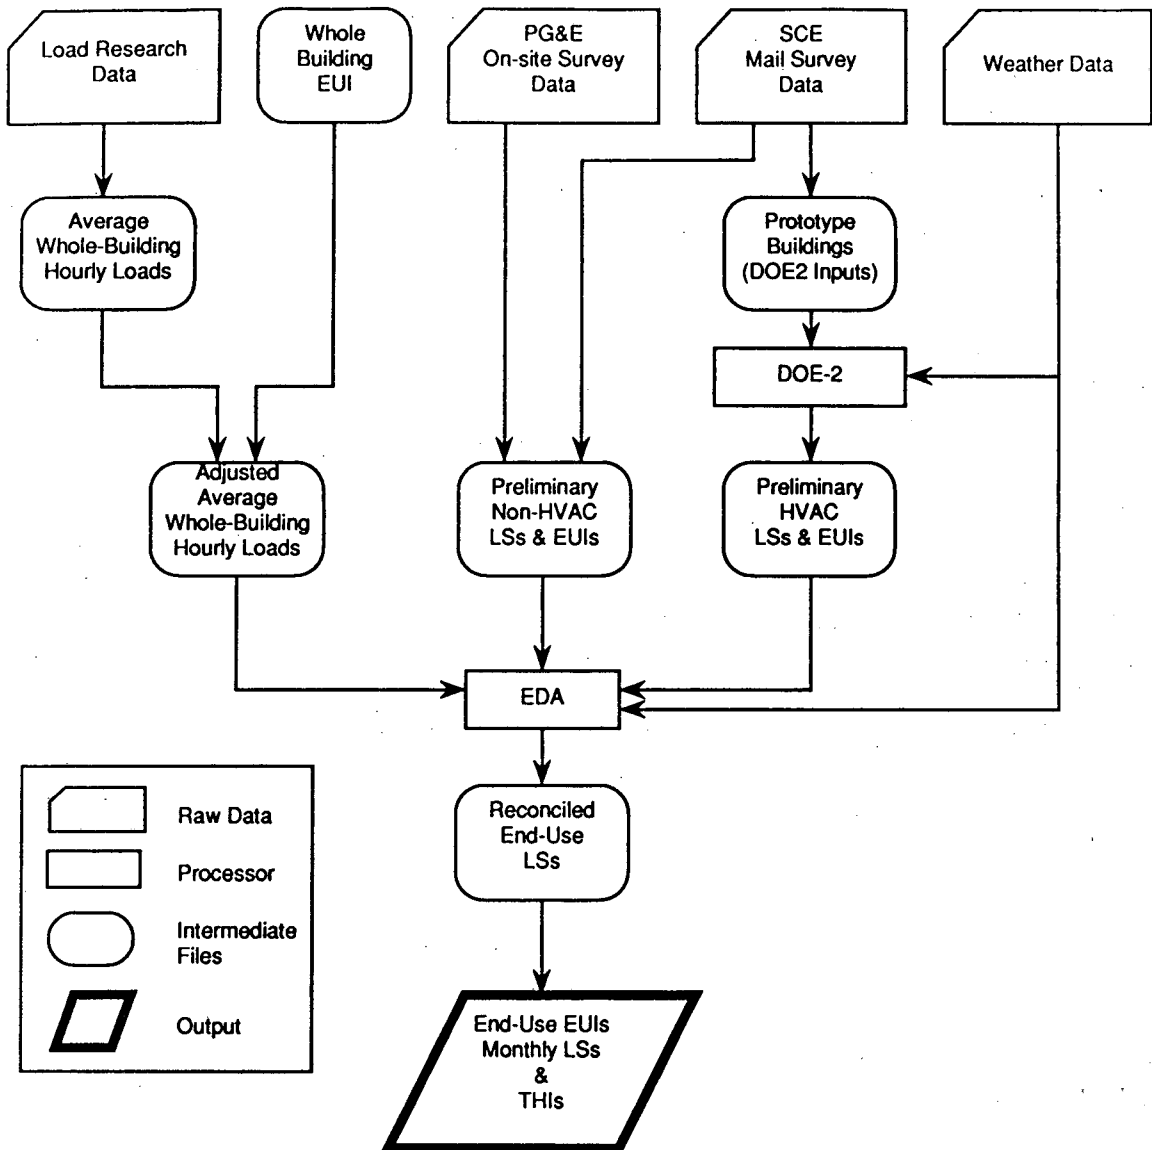 Load Research
Data
Whole
Building
EUI
PG&E
On-site Survey
Data
SCE
Mail Survey
Data
Weather Data
Average
Whole-Building
Hourly Loads
Prototype
Buildings
(DOE2 Inputs)
DOE-2
Adjusted
Average
Whole-Building
Hourly Loads
Preliminary
Non-HVAC
LSs & EUIs
Preliminary
HVAC
LSs & EUIs
EDA
Reconciled
End-Use
LSs
End-Use EUIs
Monthly LSs
&
THIs
Raw Data
Processor
Intermediate
Files
Output